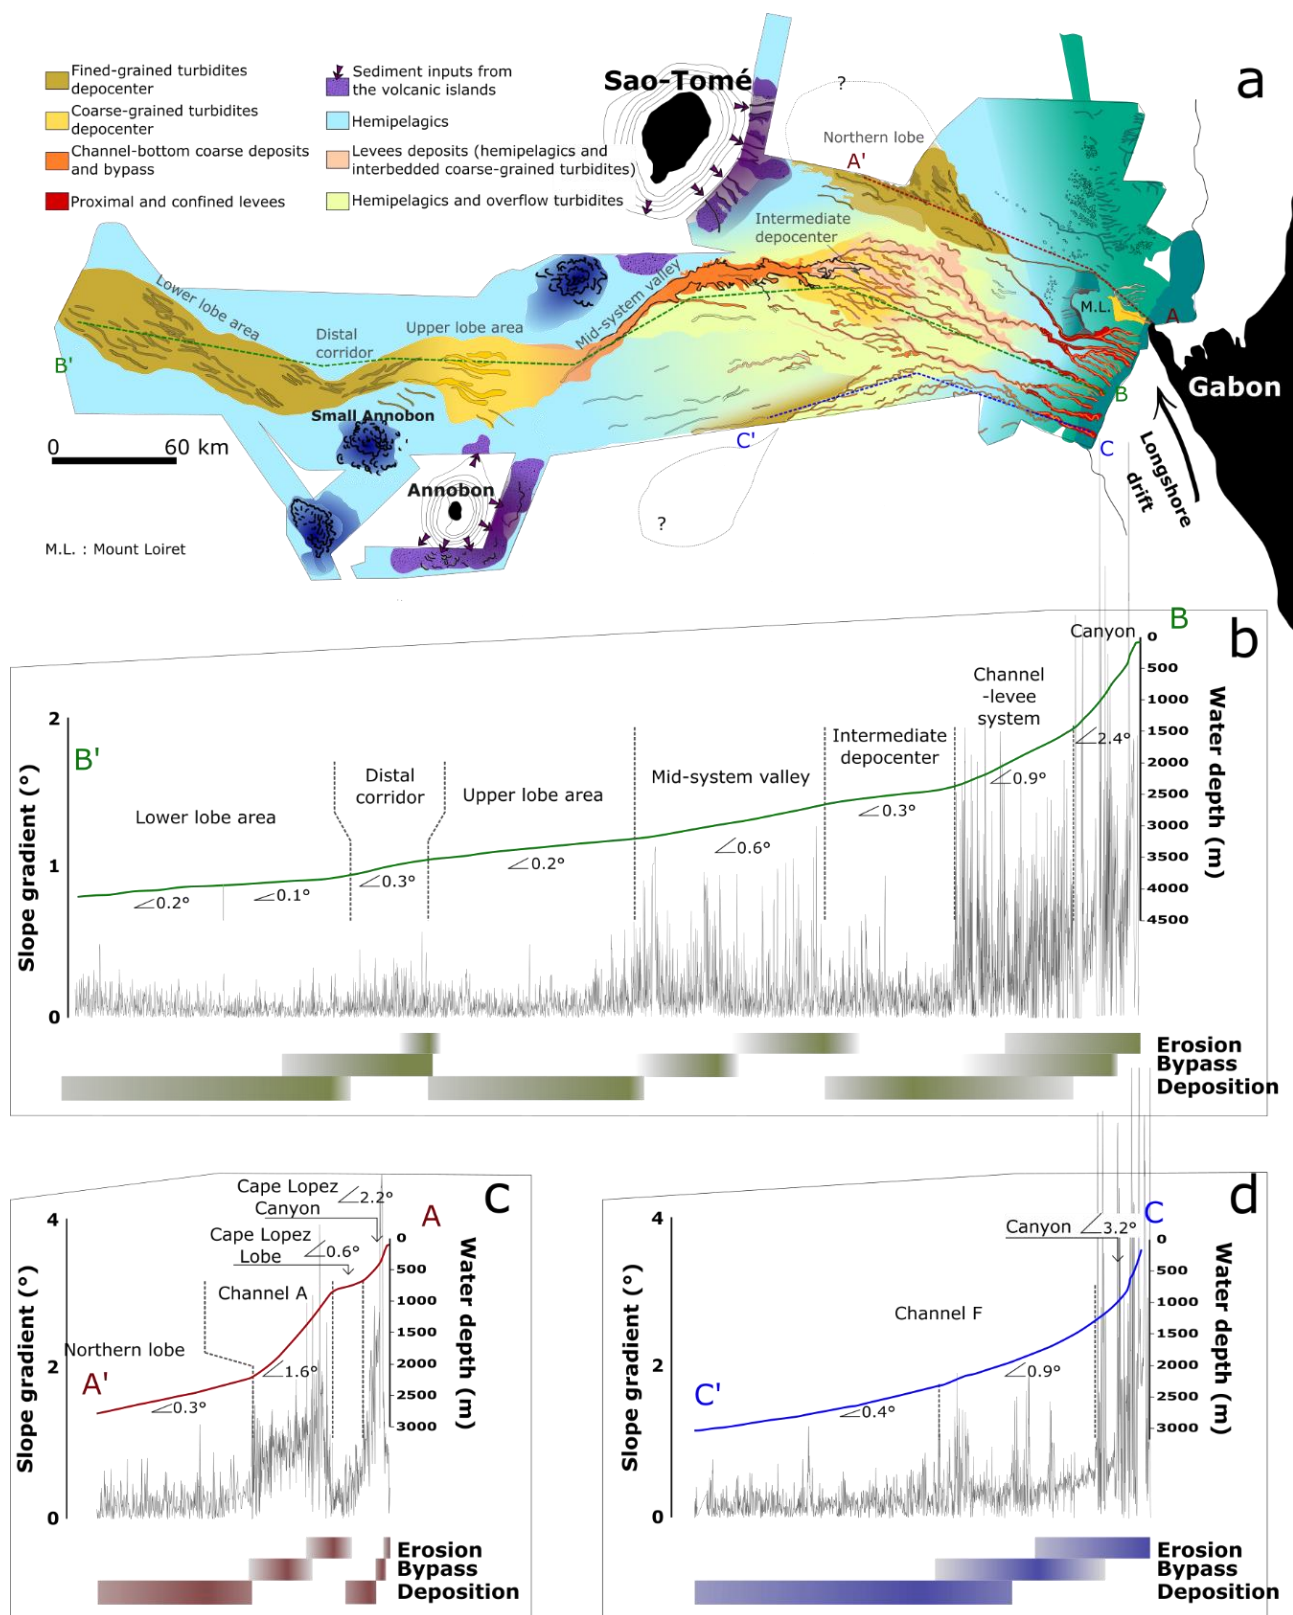 a
Fined-grained turbidites
depocenter
Coarse-grained turbidites
depocenter
Channel-bottom coarse deposits
and bypass
Proximal and confined levees
Sediment inputs from
the volcanic islands
Hemipelagics
Levees deposits (hemipelagics and
interbedded coarse-grained turbidites)
Hemipelagics and overflow turbidites
Sao-Tomé
?
Northern lobe
A'
Intermediate
depocenter
Mid-system valley
Lower lobe area
Distal
corridor
Upper lobe area
M.L.
A
B'
B
Gabon
Small Annobon
C'
C
0 60 km
Annobon
Longshore
drift
?
M.L. : Mount Loiret
b
B
Canyon
0
500
1000
1500
2000
2500
3000
3500
4000
4500
Water depth (m)
Channel
-levee
system
2
1
0
Slope gradient (°)
B'
Intermediate
depocenter
Distal
corridor
Mid-system valley
Upper lobe area
Lower lobe area
2.4°
0.9°
0.3°
0.6°
0.2°
0.3°
0.1°
0.2°
Erosion
Bypass
Deposition
c
Cape Lopez
Canyon
2.2°
A
Cape Lopez
Lobe
0.6°
Channel A
Northern lobe
A'
1.6°
0.3°
4
2
0
Slope gradient (°)
0
500
1000
1500
2000
2500
3000
Water depth (m)
Erosion
Bypass
Deposition
d
C
Canyon
3.2°
Channel F
C'
0.9°
0.4°
4
2
0
Slope gradient (°)
0
500
1000
1500
2000
2500
3000
Water depth (m)
Erosion
Bypass
Deposition